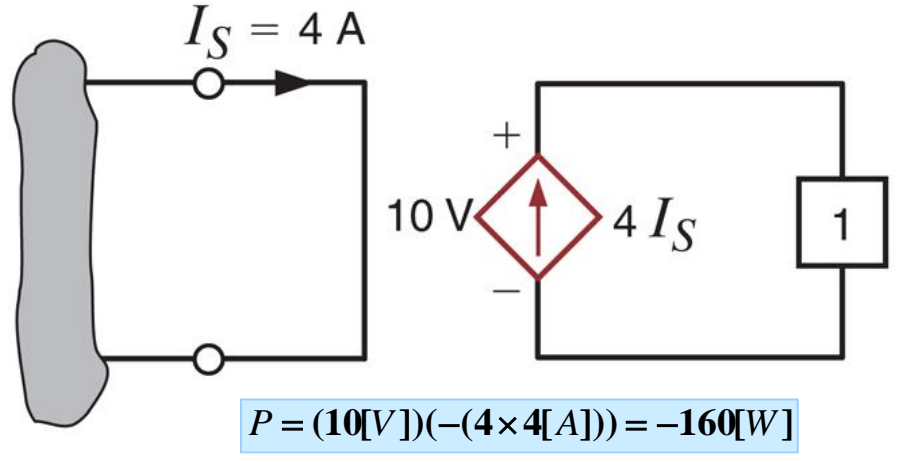 I_S = 4 A
+
10 V
4 I_S
1
−
P = (10[V])(−(4×4[A])) = −160[W]